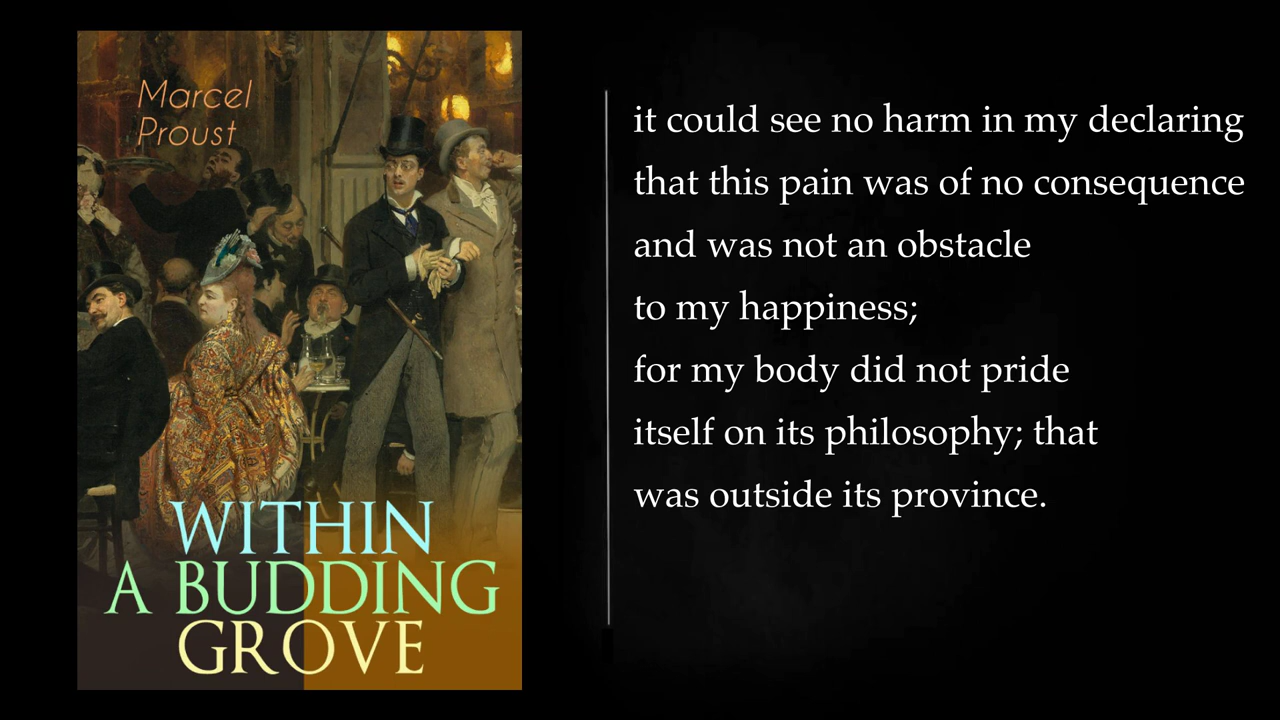 Marcel
Proust
WITHIN
A BUDDING
GROVE
it could see no harm in my declaring
that this pain was of no consequence
and was not an obstacle
to my happiness;
for my body did not pride
itself on its philosophy; that
was outside its province.